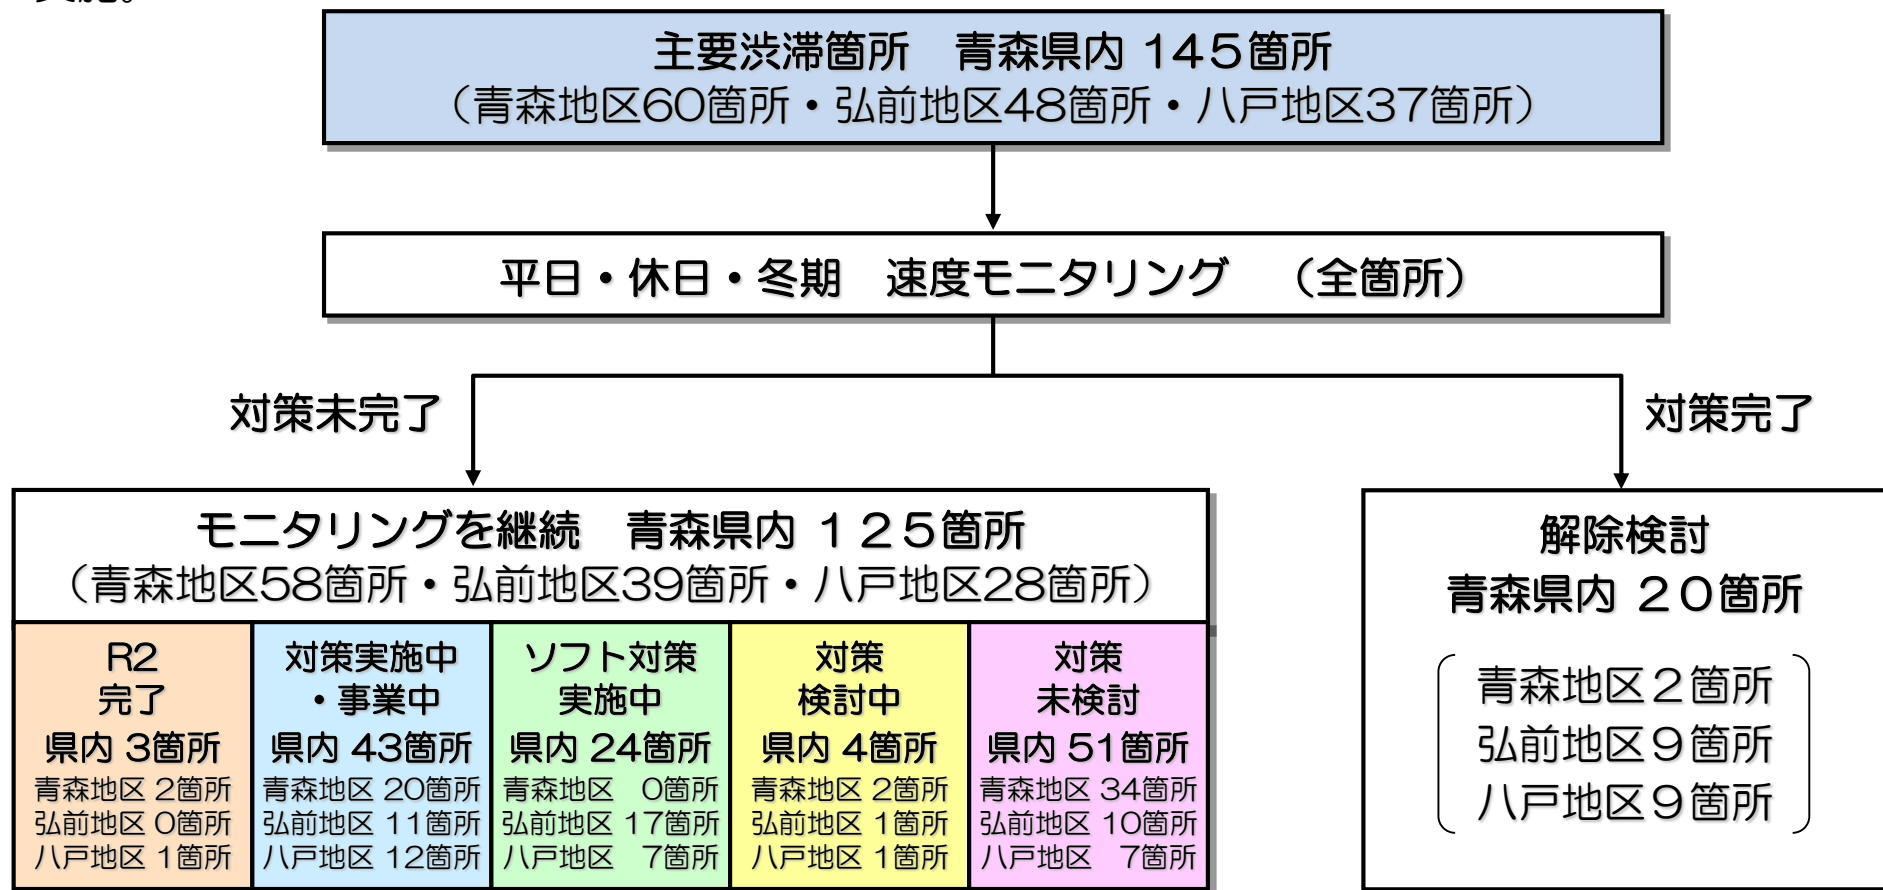 主要渋滞箇所　青森県内 145箇所
（青森地区60箇所・弘前地区48箇所・八戸地区37箇所）
平日・休日・冬期　速度モニタリング　（全箇所）
対策未完了
対策完了
モニタリングを継続　青森県内 １２５箇所
（青森地区58箇所・弘前地区39箇所・八戸地区28箇所）
R2
完了
県内 3箇所
青森地区 2箇所
弘前地区 0箇所
八戸地区 1箇所
対策実施中
・事業中
県内 43箇所
青森地区 20箇所
弘前地区 11箇所
八戸地区 12箇所
ソフト対策
実施中
県内 24箇所
青森地区　0箇所
弘前地区 17箇所
八戸地区　7箇所
対策
検討中
県内 4箇所
青森地区 2箇所
弘前地区 1箇所
八戸地区 1箇所
対策
未検討
県内 51箇所
青森地区 34箇所
弘前地区 10箇所
八戸地区　7箇所
解除検討
青森県内 ２０箇所
青森地区２箇所
弘前地区９箇所
八戸地区９箇所